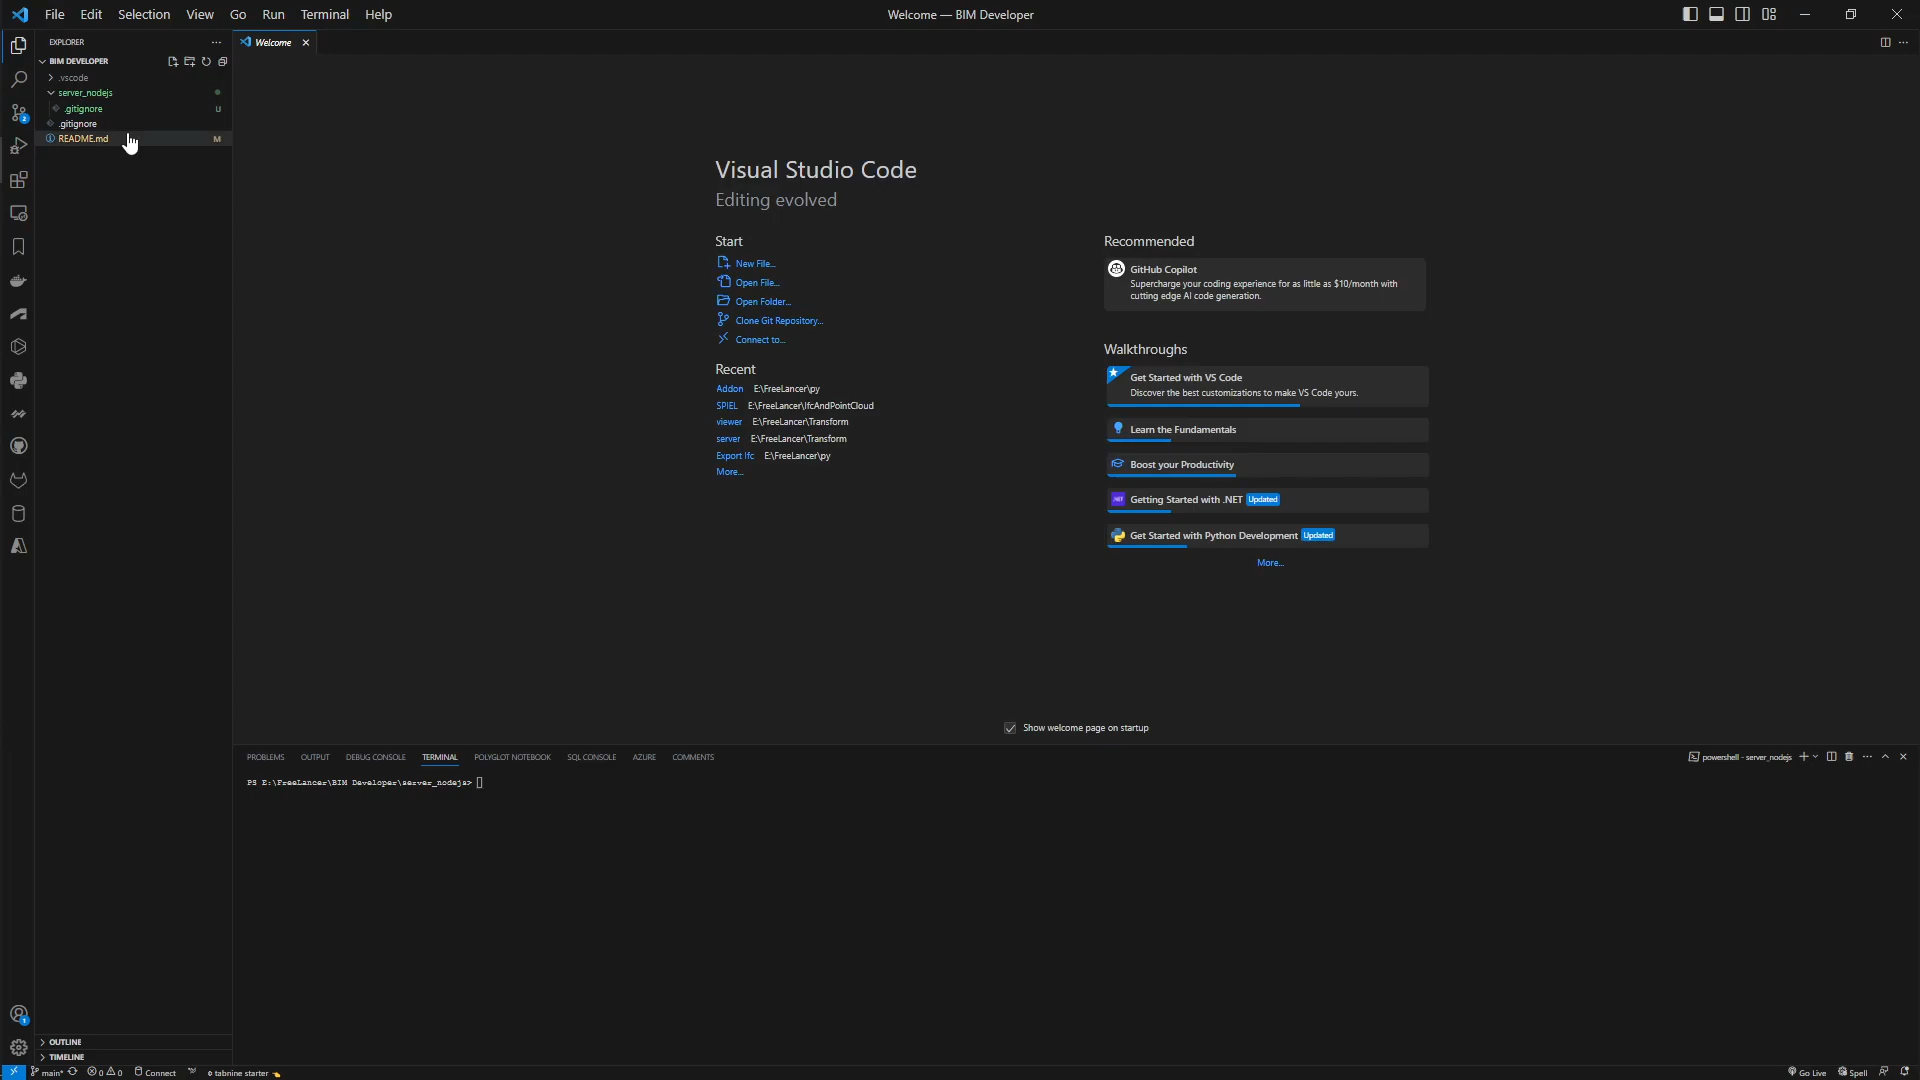 File Edit Selection View Go Run Terminal Help
Welcome — BIM Developer
EXPLORER
BIM DEVELOPER
.vscode
server_nodejs
.gitignore U
.gitignore
README.md M
OUTLINE
TIMELINE
Welcome
Visual Studio Code
Editing evolved
Start
New File...
Open File...
Open Folder...
Clone Git Repository...
Connect to...
Recent
Addon E:\FreeLancer\py
SPIEL E:\FreeLancer\IfcAndPointCloud
viewer E:\FreeLancer\Transform
server E:\FreeLancer\Transform
Export Ifc E:\FreeLancer\py
More...
Recommended
GitHub Copilot
Supercharge your coding experience for as little as $10/month with
cutting edge AI code generation.
Walkthroughs
Get Started with VS Code
Discover the best customizations to make VS Code yours.
Learn the Fundamentals
Boost your Productivity
.NET Getting Started with .NET Updated
Get Started with Python Development Updated
More...
Show welcome page on startup
PROBLEMS OUTPUT DEBUG CONSOLE TERMINAL POLYGLOT NOTEBOOK SQL CONSOLE AZURE COMMENTS
powershell - server_nodejs
PS E:\FreeLancer\BIM Developer\server_nodejs>
2
1
main* 0 0 Connect tabnine starter
Go Live Spell